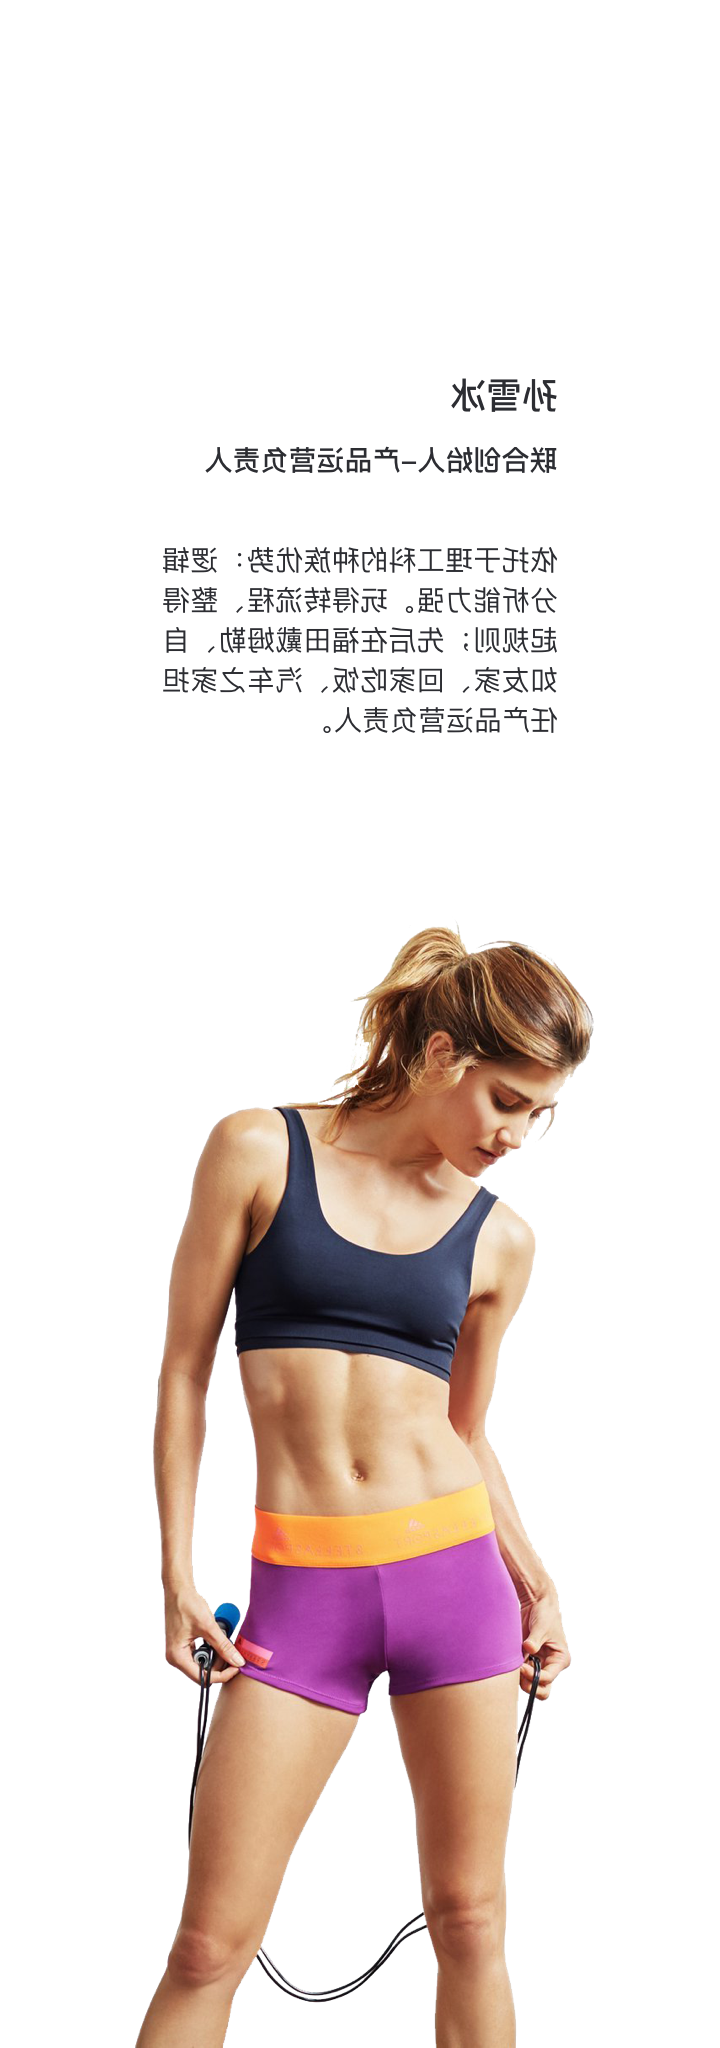 孙雪冰
联合创始人-产品运营负责人
依托于理工科的种族优势：逻辑
分析能力强。玩得转流程、整得
起规则；先后在福田戴姆勒、自
如友家、回家吃饭、汽车之家担
任产品运营负责人。